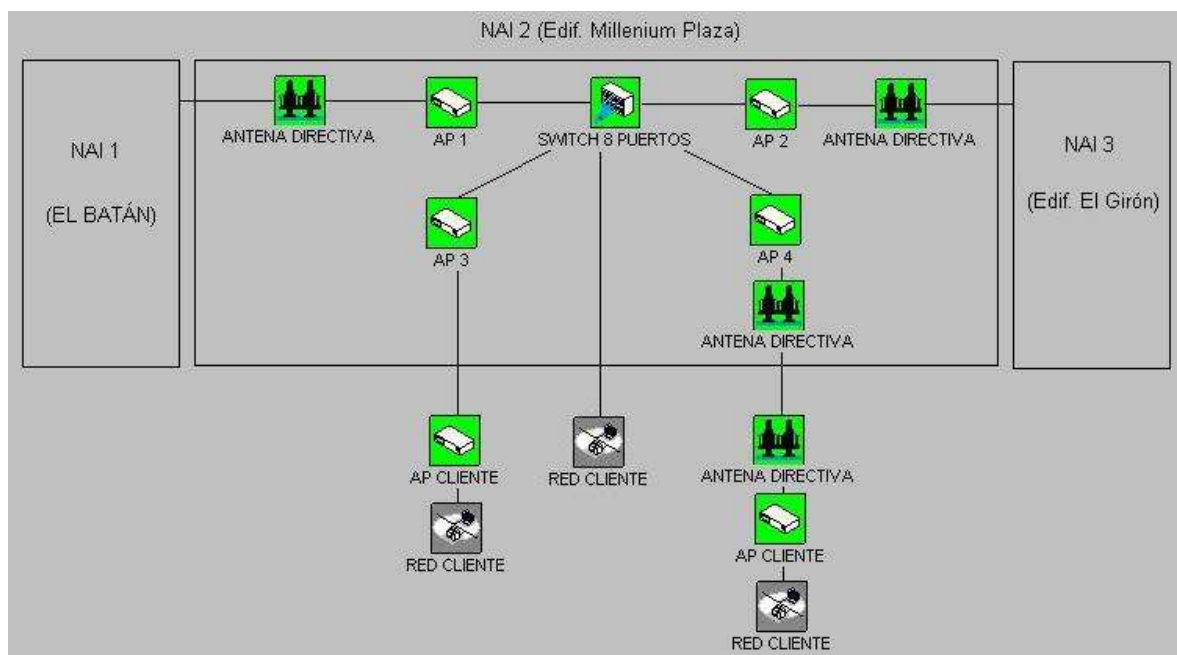 NAI 2 (Edif. Millenium Plaza)
NAI 1
(EL BATÁN)
ANTENA DIRECTIVA
AP 1
SWITCH 8 PUERTOS
AP 2
ANTENA DIRECTIVA
NAI 3
(Edif. El Girón)
AP 3
AP 4
ANTENA DIRECTIVA
AP CLIENTE
RED CLIENTE
RED CLIENTE
ANTENA DIRECTIVA
AP CLIENTE
RED CLIENTE